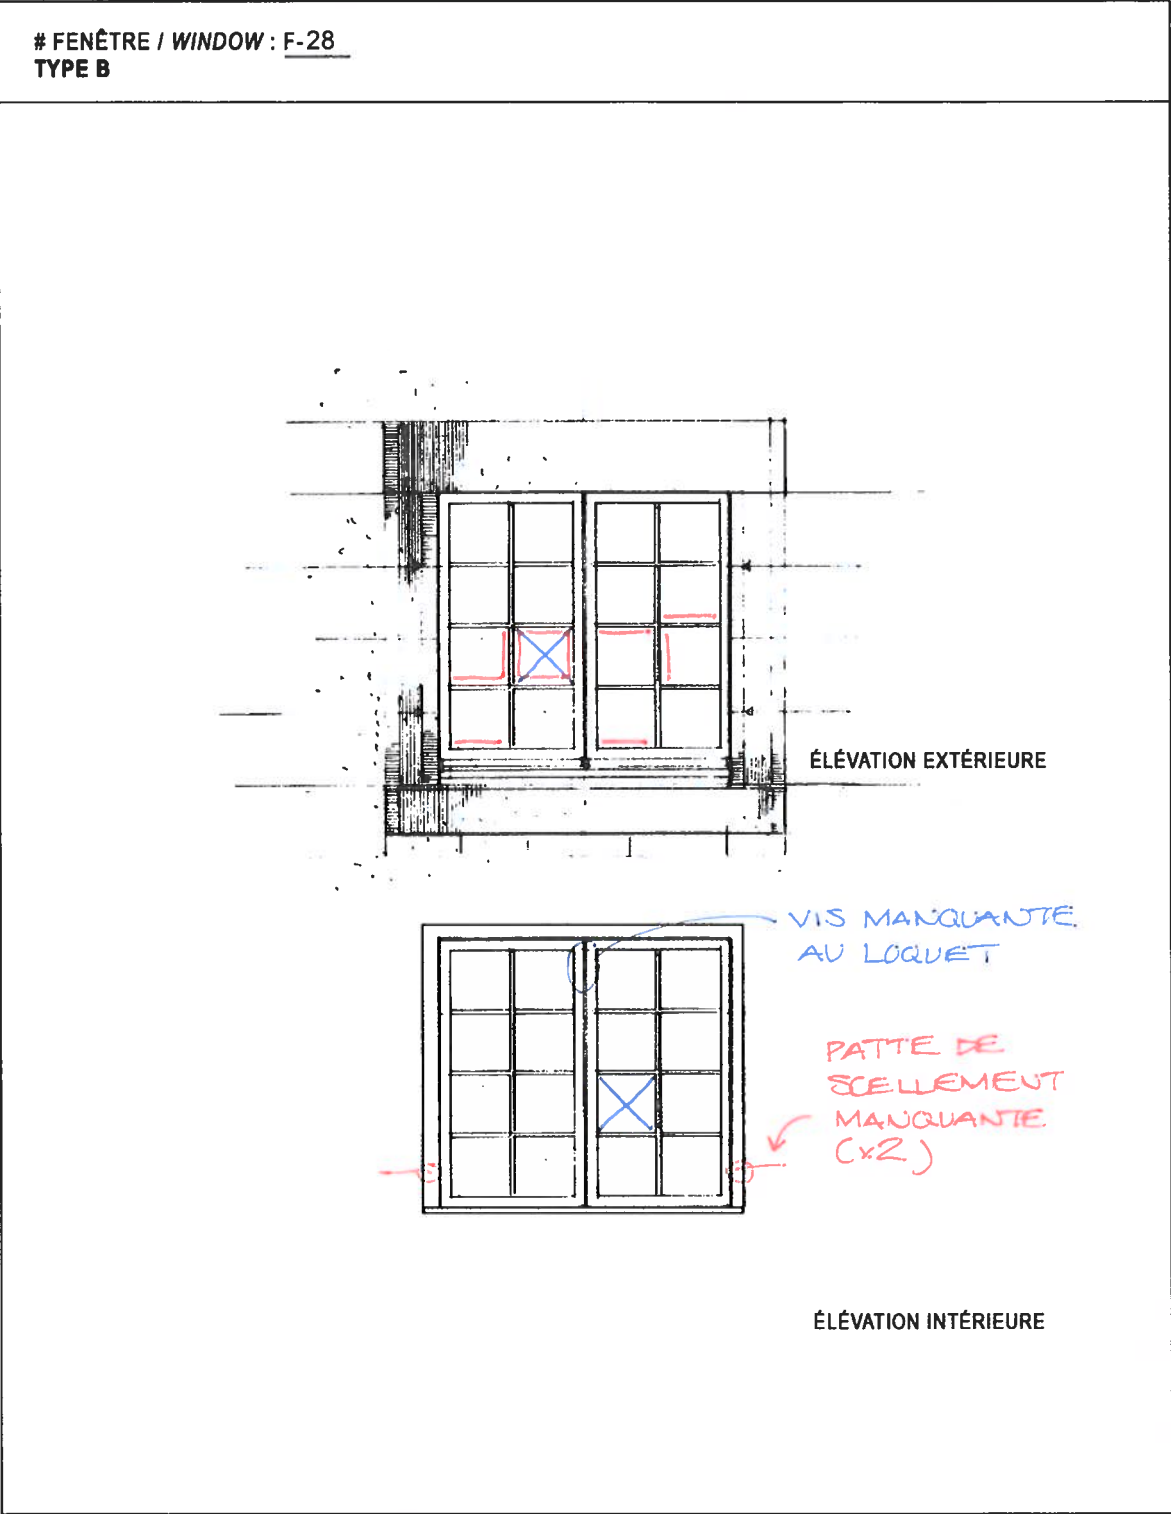 # FENÊTRE / WINDOW : F-28
TYPE B
ÉLÉVATION EXTÉRIEURE
VIS MANQUANTE
AU LOQUET
PATTE DE
SCELLEMENT
MANQUANTE
(x2)
ÉLÉVATION INTÉRIEURE